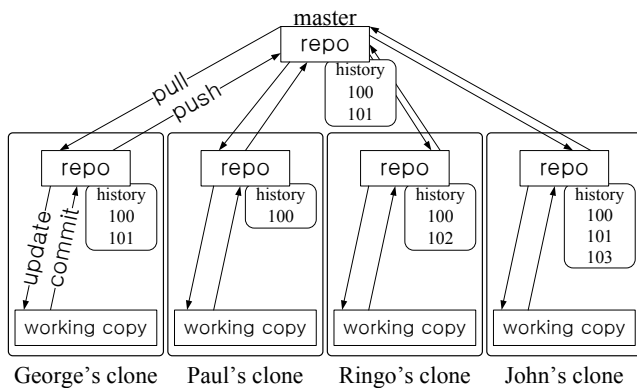 master
repo
history
100
101
pull
push
repo
history
100
101
update
commit
working copy
George's clone
repo
history
100
working copy
Paul's clone
repo
history
100
102
working copy
Ringo's clone
repo
history
100
101
103
working copy
John's clone